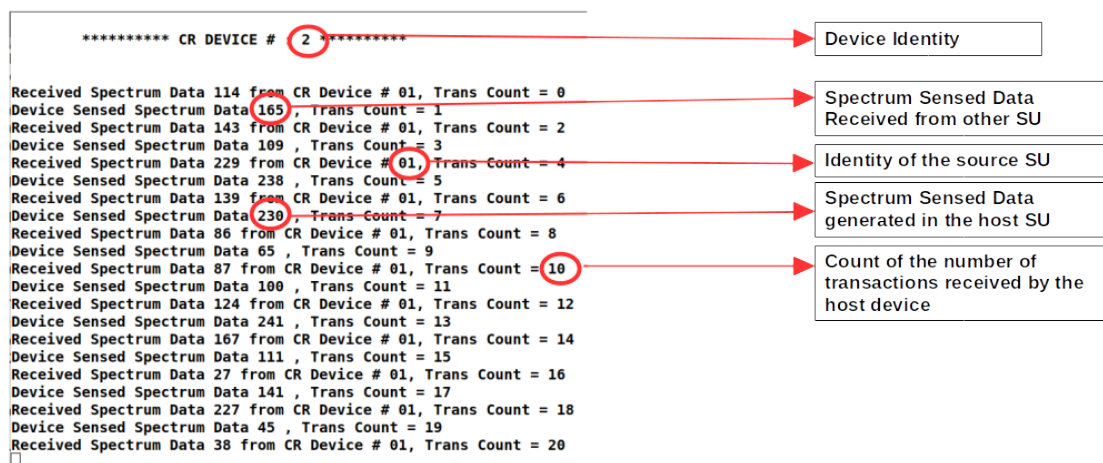 ********** CR DEVICE # : 2 **********
Received Spectrum Data 114 from CR Device # 01, Trans Count = 0
Device Sensed Spectrum Data 165 , Trans Count = 1
Received Spectrum Data 143 from CR Device # 01, Trans Count = 2
Device Sensed Spectrum Data 109 , Trans Count = 3
Received Spectrum Data 229 from CR Device # 01, Trans Count = 4
Device Sensed Spectrum Data 238 , Trans Count = 5
Received Spectrum Data 139 from CR Device # 01, Trans Count = 6
Device Sensed Spectrum Data 230 , Trans Count = 7
Received Spectrum Data 86 from CR Device # 01, Trans Count = 8
Device Sensed Spectrum Data 65 , Trans Count = 9
Received Spectrum Data 87 from CR Device # 01, Trans Count = 10
Device Sensed Spectrum Data 100 , Trans Count = 11
Received Spectrum Data 124 from CR Device # 01, Trans Count = 12
Device Sensed Spectrum Data 241 , Trans Count = 13
Received Spectrum Data 167 from CR Device # 01, Trans Count = 14
Device Sensed Spectrum Data 111 , Trans Count = 15
Received Spectrum Data 27 from CR Device # 01, Trans Count = 16
Device Sensed Spectrum Data 141 , Trans Count = 17
Received Spectrum Data 227 from CR Device # 01, Trans Count = 18
Device Sensed Spectrum Data 45 , Trans Count = 19
Received Spectrum Data 38 from CR Device # 01, Trans Count = 20
Device Identity
Spectrum Sensed Data
Received from other SU
Identity of the source SU
Spectrum Sensed Data
generated in the host SU
Count of the number of
transactions received by the
host device